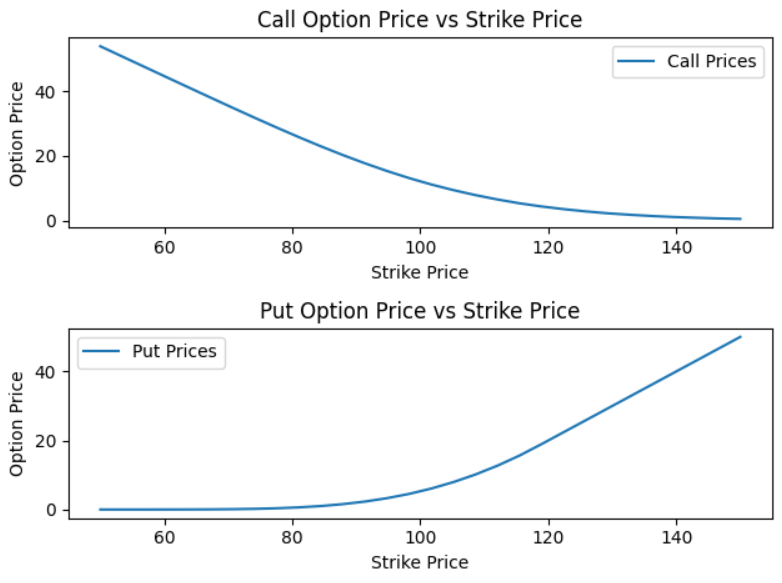 Call Option Price vs Strike Price
Call Prices
Option Price
40
20
0
60 80 100 120 140
Strike Price
Put Option Price vs Strike Price
Put Prices
Option Price
40
20
0
60 80 100 120 140
Strike Price